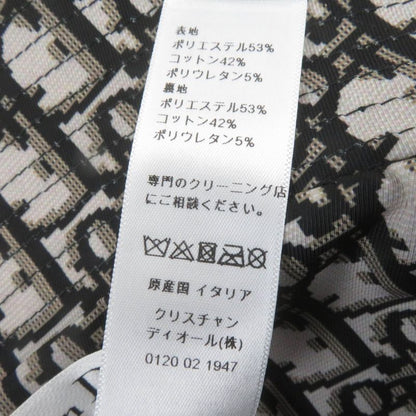 表地
ポリエステル53%
コットン42%
ポリウレタン5%
裏地
ポリエステル53%
コットン42%
ポリウレタン5%
専門のクリーニング店
にご相談ください。
原産国 イタリア
クリスチャン
ディオール(株)
0120 02 1947